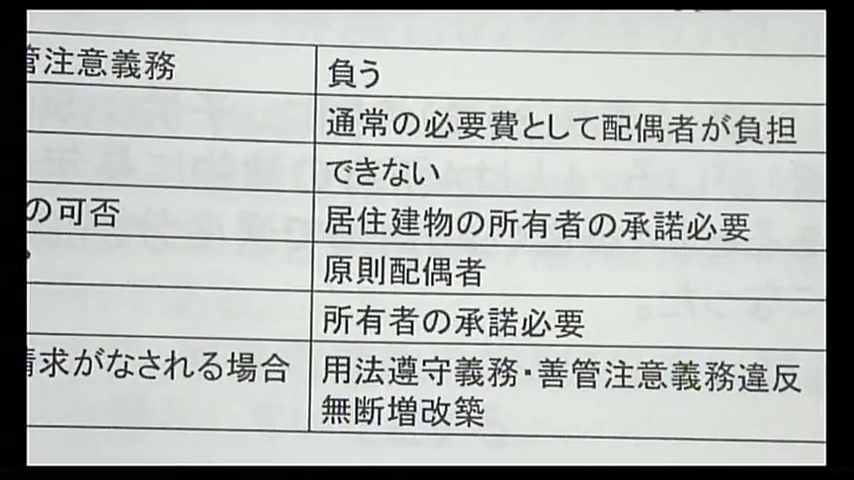 管注意義務 負う
通常の必要費として配偶者が負担
できない
の可否 居住建物の所有者の承諾必要
原則配偶者
所有者の承諾必要
請求がなされる場合 用法遵守義務・善管注意義務違反
無断増改築